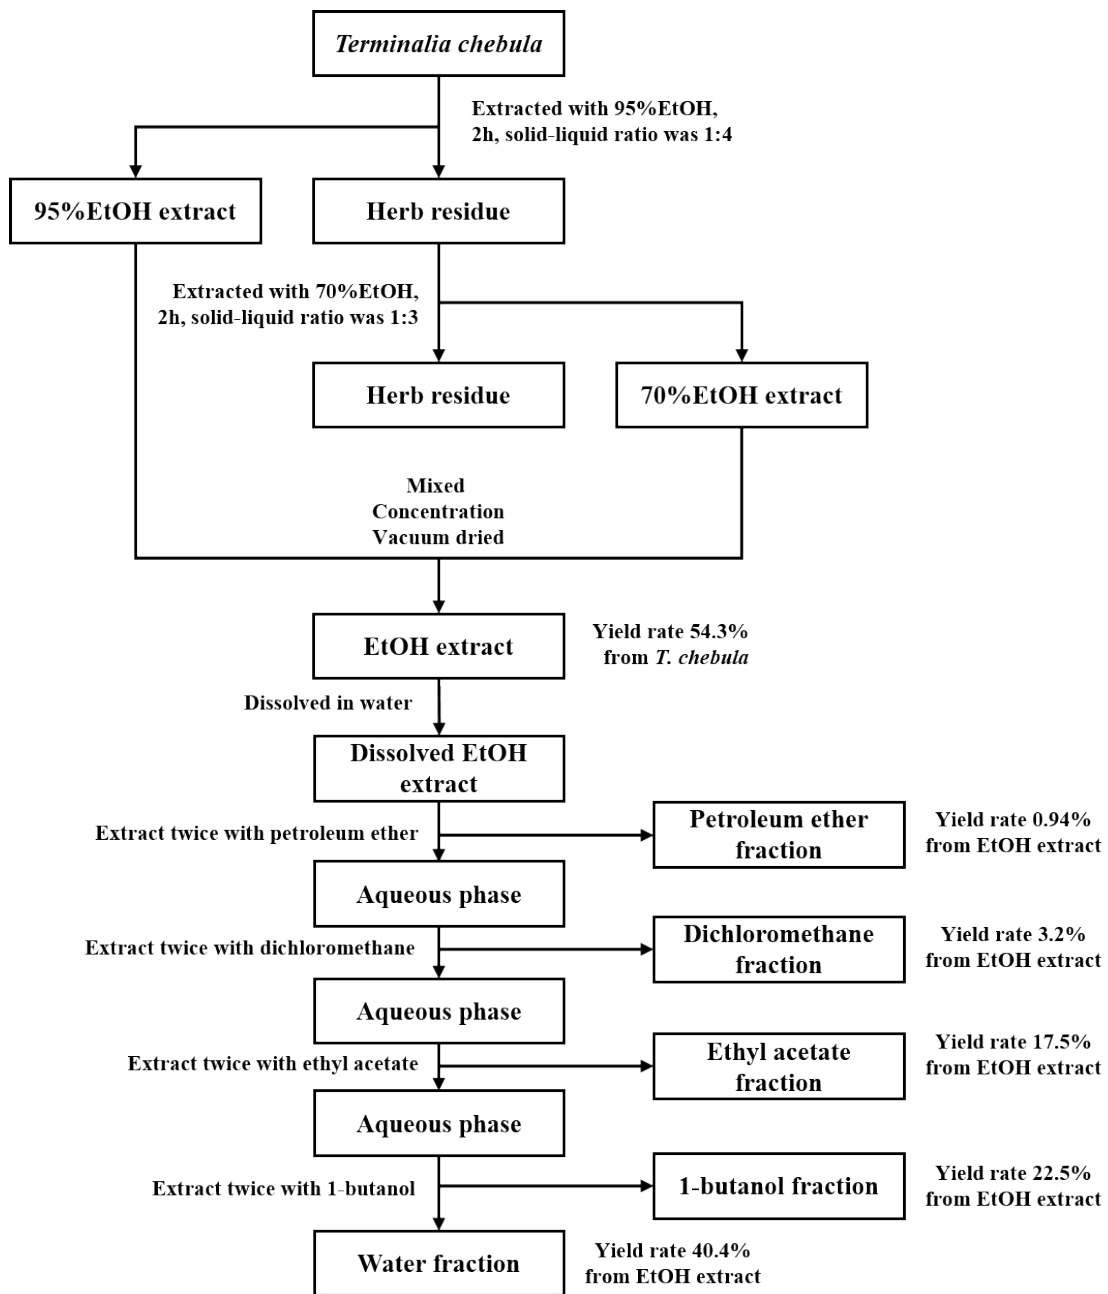 Terminalia chebula
Extracted with 95%EtOH,
2h, solid-liquid ratio was 1:4
95%EtOH extract
Herb residue
Extracted with 70%EtOH,
2h, solid-liquid ratio was 1:3
Herb residue
70%EtOH extract
Mixed
Concentration
Vacuum dried
EtOH extract
Yield rate 54.3%
from T. chebula
Dissolved in water
Dissolved EtOH
extract
Extract twice with petroleum ether
Petroleum ether
fraction
Yield rate 0.94%
from EtOH extract
Aqueous phase
Extract twice with dichloromethane
Dichloromethane
fraction
Yield rate 3.2%
from EtOH extract
Aqueous phase
Extract twice with ethyl acetate
Ethyl acetate
fraction
Yield rate 17.5%
from EtOH extract
Aqueous phase
Extract twice with 1-butanol
1-butanol fraction
Yield rate 22.5%
from EtOH extract
Water fraction
Yield rate 40.4%
from EtOH extract